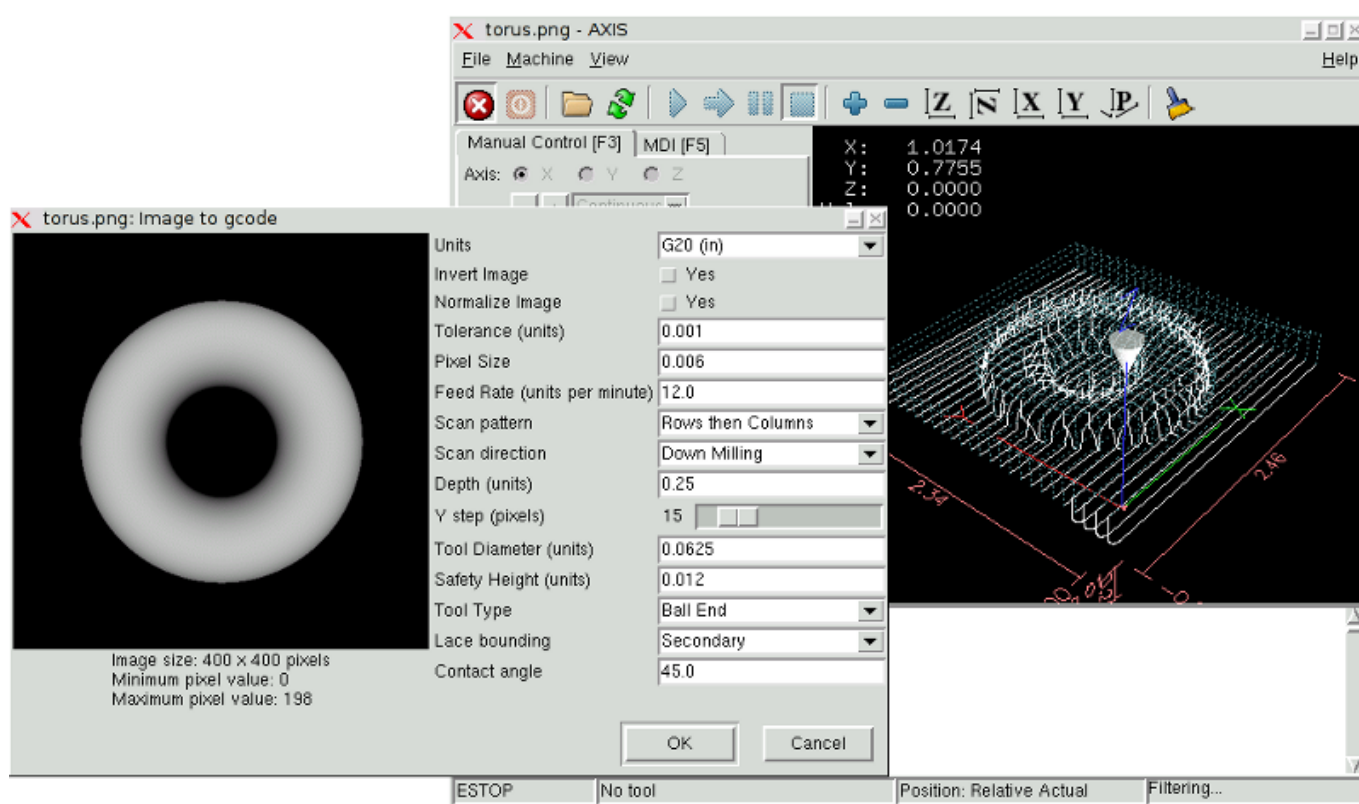 torus.png - AXIS
File Machine View Help
Z N X Y P
Manual Control [F3] MDI [F5]
Axis: X Y Z
Continuous
X: 1.0174
Y: 0.7755
Z: 0.0000
0.0000
2.34
2.46
torus.png: Image to gcode
Units G20 (in)
Invert Image Yes
Normalize Image Yes
Tolerance (units) 0.001
Pixel Size 0.006
Feed Rate (units per minute) 12.0
Scan pattern Rows then Columns
Scan direction Down Milling
Depth (units) 0.25
Y step (pixels) 15
Tool Diameter (units) 0.0625
Safety Height (units) 0.012
Tool Type Ball End
Lace bounding Secondary
Contact angle 45.0
Image size: 400 x 400 pixels
Minimum pixel value: 0
Maximum pixel value: 198
OK Cancel
ESTOP No tool Position: Relative Actual Filtering...